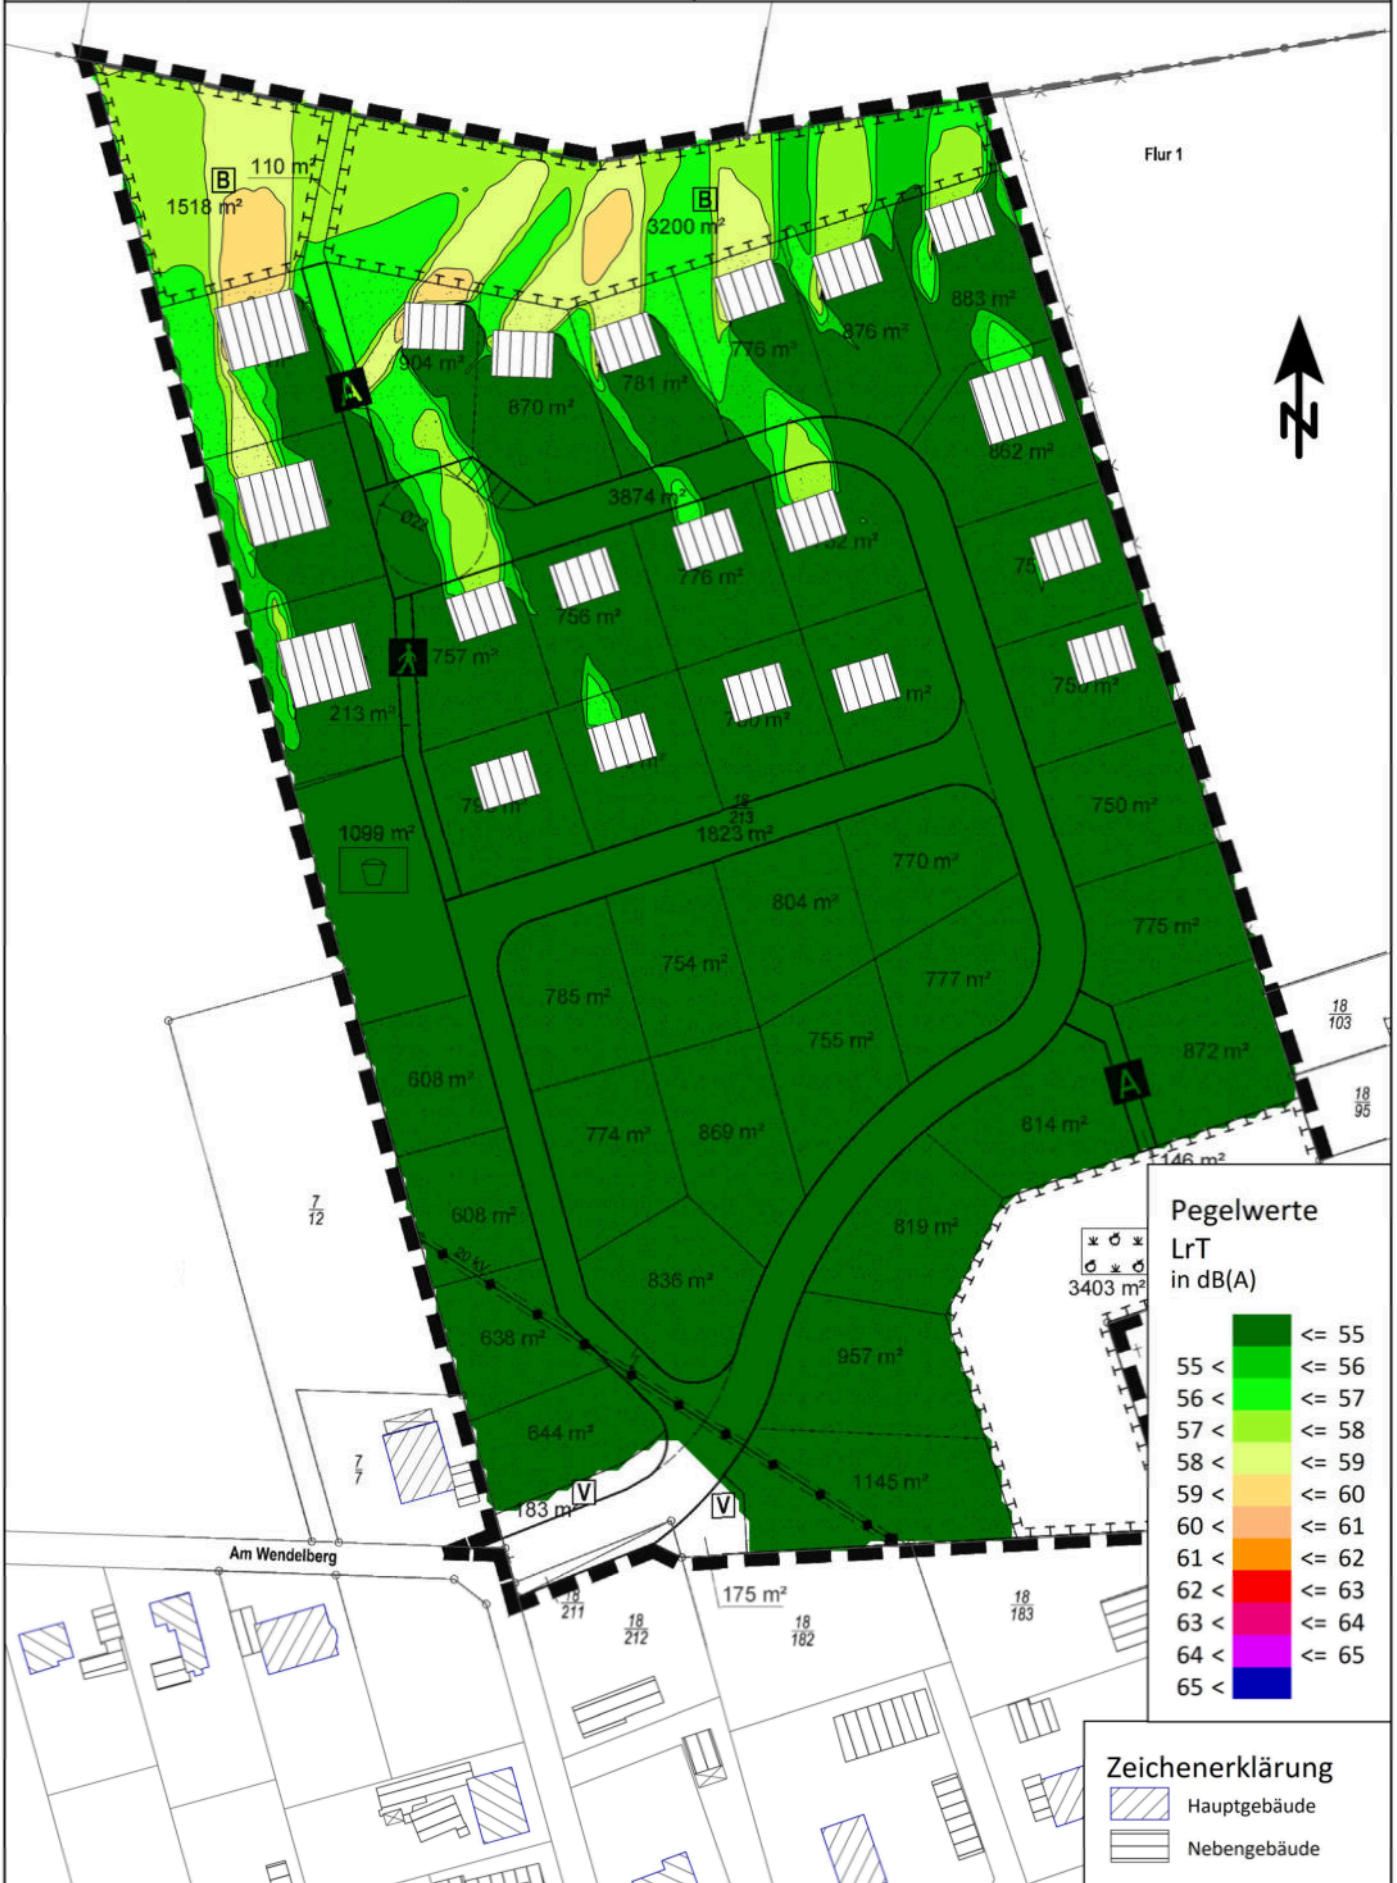 Flur 1
110 m²
B
1518 m²
B
3200 m²
883 m²
876 m²
776 m²
904 m²
781 m²
A
870 m²
862 m²
3874 m²
Ø22
776 m²
756 m²
757 m²
213 m²
750 m²
18
213
1823 m²
1099 m²
750 m²
770 m²
804 m²
775 m²
754 m²
777 m²
785 m²
18
103
755 m²
872 m²
608 m²
A
18
95
614 m²
774 m²
869 m²
146 m²
7
12
608 m²
819 m²
20 kV
836 m²
3403 m²
638 m²
957 m²
644 m²
7
7
1145 m²
V
V
183 m²
Am Wendelberg
175 m²
18
211
18
212
18
182
18
183
N
Pegelwerte
LrT
in dB(A)
<= 55
55 < <= 56
56 < <= 57
57 < <= 58
58 < <= 59
59 < <= 60
60 < <= 61
61 < <= 62
62 < <= 63
63 < <= 64
64 < <= 65
65 <
Zeichenerklärung
Hauptgebäude
Nebengebäude